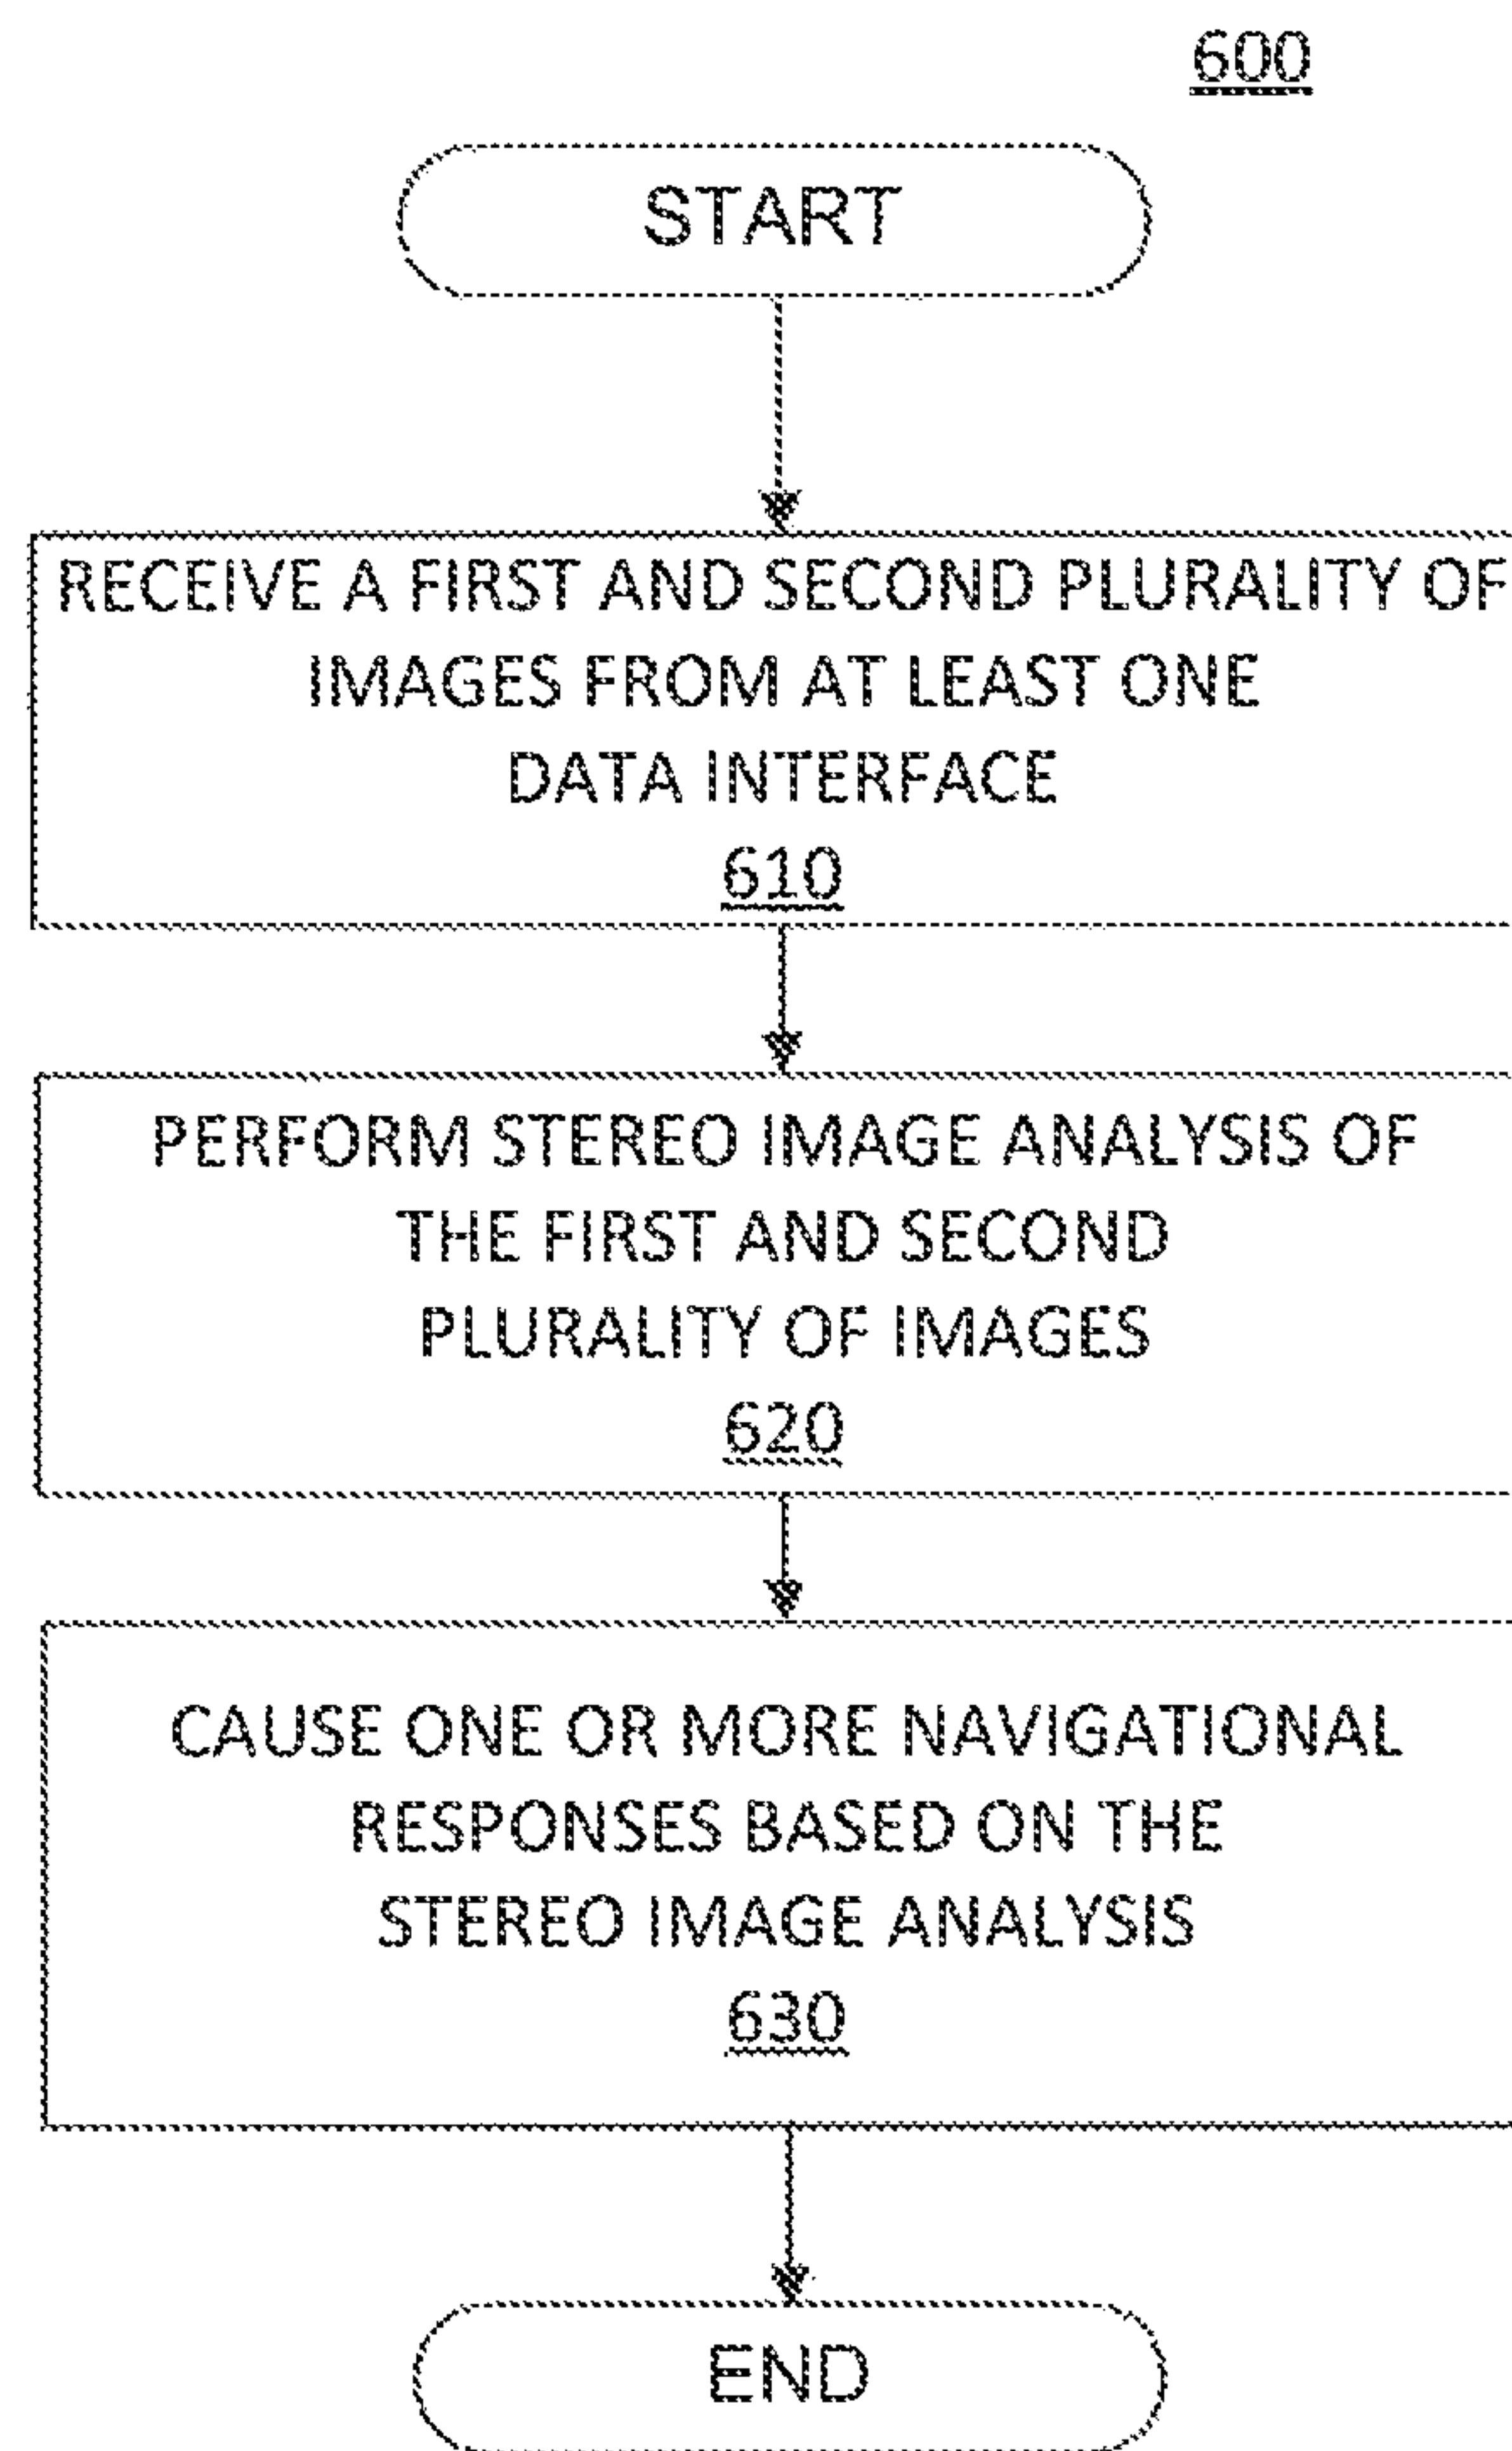 600
START
RECEIVE A FIRST AND SECOND PLURALITY OF
IMAGES FROM AT LEAST ONE
DATA INTERFACE
610
PERFORM STEREO IMAGE ANALYSIS OF
THE FIRST AND SECOND
PLURALITY OF IMAGES
620
CAUSE ONE OR MORE NAVIGATIONAL
RESPONSES BASED ON THE
STEREO IMAGE ANALYSIS
630
END